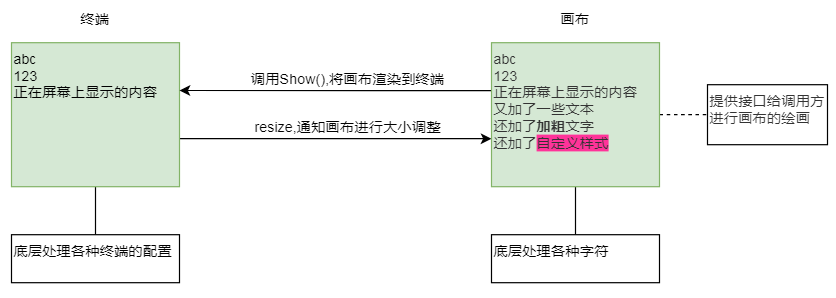 终端
画布
abc
123
正在屏幕上显示的内容
调用Show(),将画布渲染到终端
resize,通知画布进行大小调整
abc
123
正在屏幕上显示的内容
又加了一些文本
还加了加粗文字
还加了自定义样式
提供接口给调用方
进行画布的绘画
底层处理各种终端的配置
底层处理各种字符